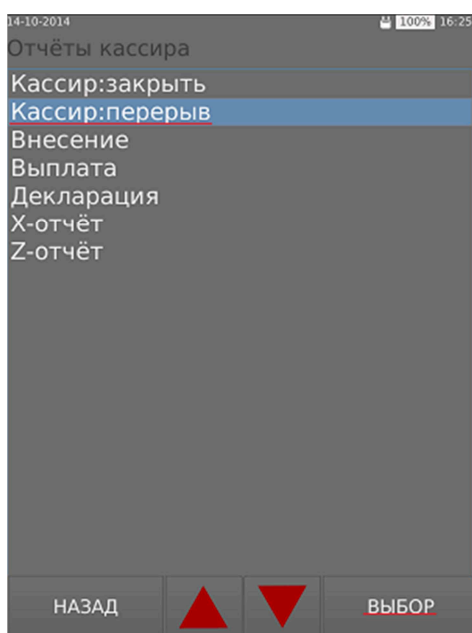 14-10-2014 100% 16:25
Отчёты кассира
Кассир:закрыть
Кассир:перерыв
Внесение
Выплата
Декларация
X-отчёт
Z-отчёт
НАЗАД ВЫБОР